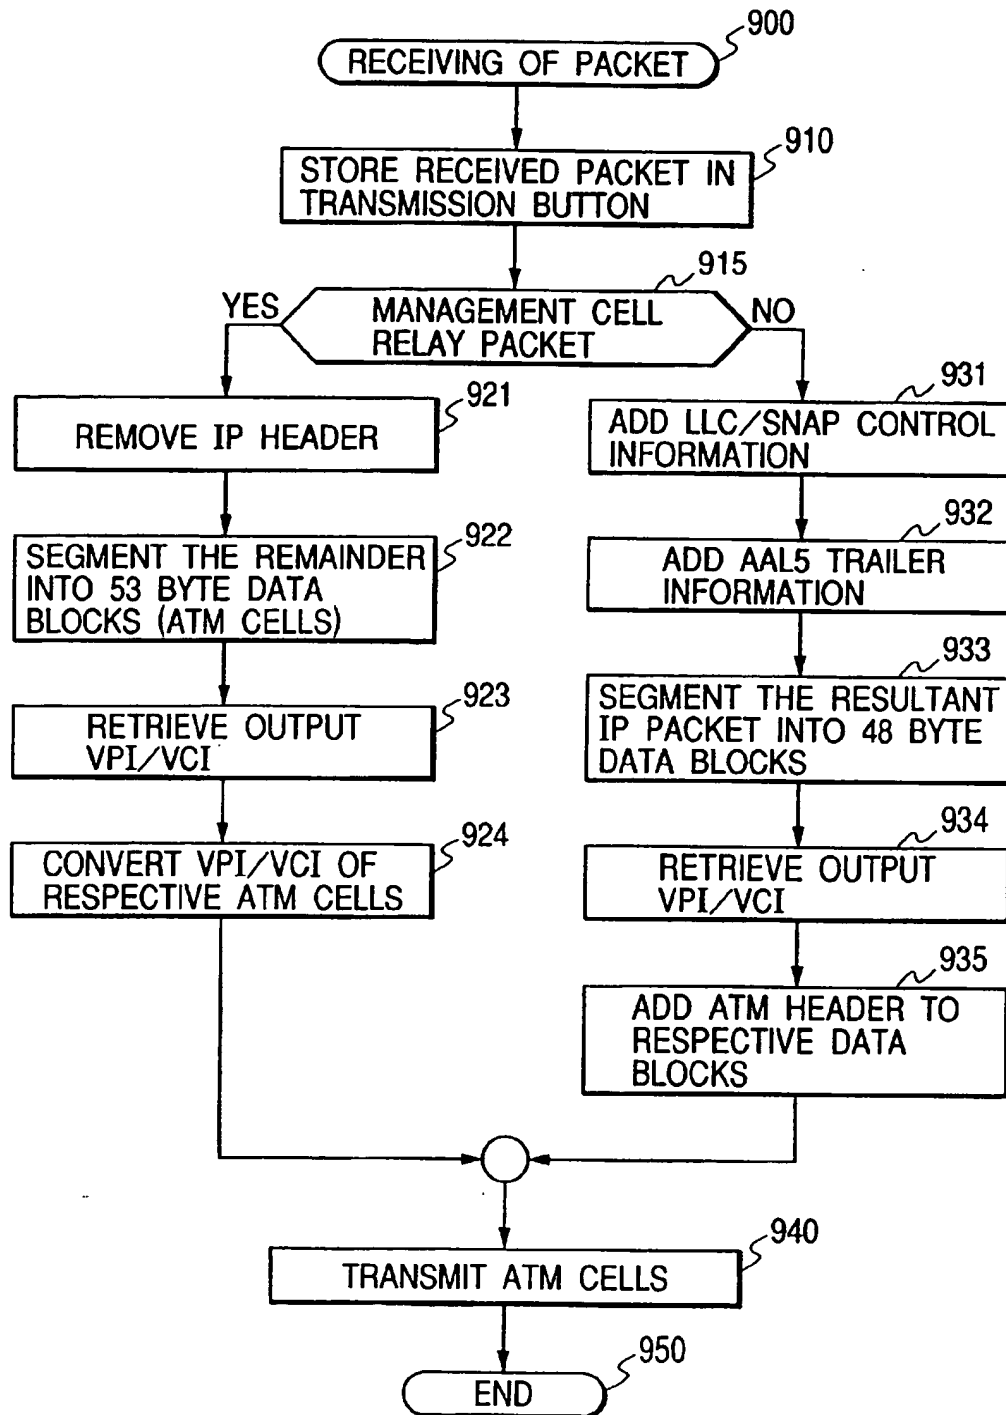 900
RECEIVING OF PACKET
910
STORE RECEIVED PACKET IN
TRANSMISSION BUTTON
915
YES
MANAGEMENT CELL
RELAY PACKET
NO
921
REMOVE IP HEADER
922
SEGMENT THE REMAINDER
INTO 53 BYTE DATA
BLOCKS (ATM CELLS)
923
RETRIEVE OUTPUT
VPI/VCI
924
CONVERT VPI/VCI OF
RESPECTIVE ATM CELLS
931
ADD LLC/SNAP CONTROL
INFORMATION
932
ADD AAL5 TRAILER
INFORMATION
933
SEGMENT THE RESULTANT
IP PACKET INTO 48 BYTE
DATA BLOCKS
934
RETRIEVE OUTPUT
VPI/VCI
935
ADD ATM HEADER TO
RESPECTIVE DATA
BLOCKS
940
TRANSMIT ATM CELLS
950
END